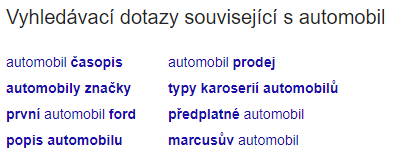 Vyhledávací dotazy související s automobil
automobil časopis
automobil prodej
automobily značky
typy karoserií automobilů
první automobil ford
předplatné automobil
popis automobilu
marcusův automobil